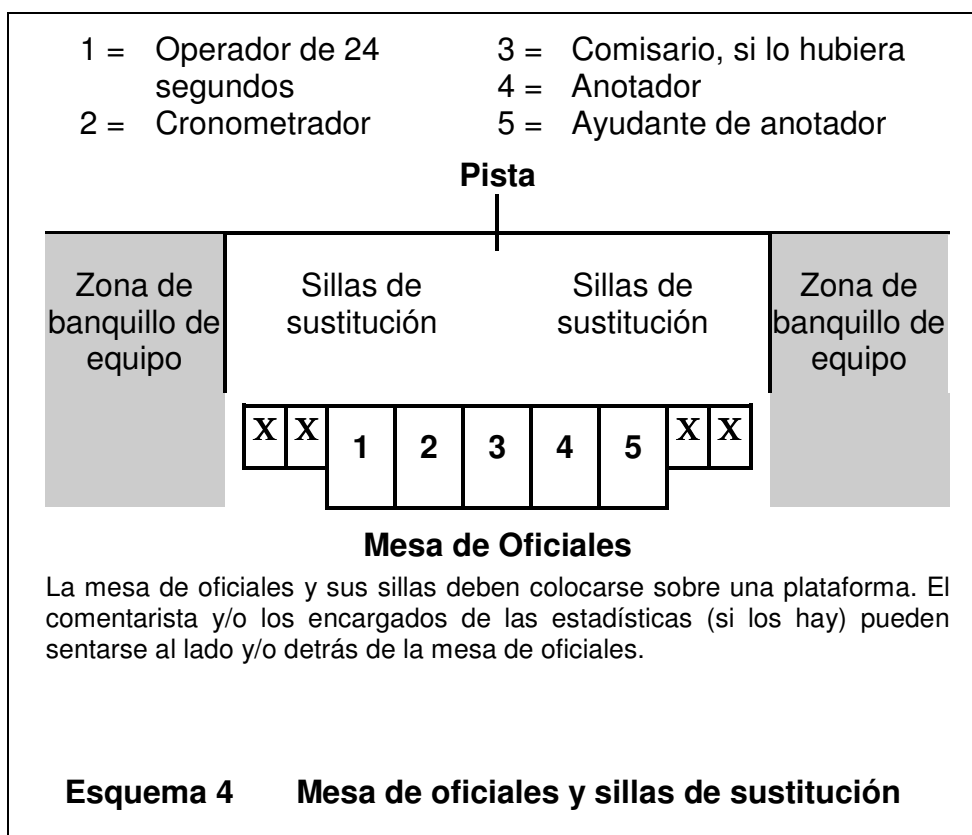 1 = Operador de 24 segundos
2 = Cronometrador
3 = Comisario, si lo hubiera
4 = Anotador
5 = Ayudante de anotador
Pista
Zona de
banquillo de
equipo
Sillas de
sustitución
Sillas de
sustitución
Zona de
banquillo de
equipo
X X 1 2 3 4 5 X X
Mesa de Oficiales
La mesa de oficiales y sus sillas deben colocarse sobre una plataforma. El
comentarista y/o los encargados de las estadísticas (si los hay) pueden
sentarse al lado y/o detrás de la mesa de oficiales.
Esquema 4 Mesa de oficiales y sillas de sustitución